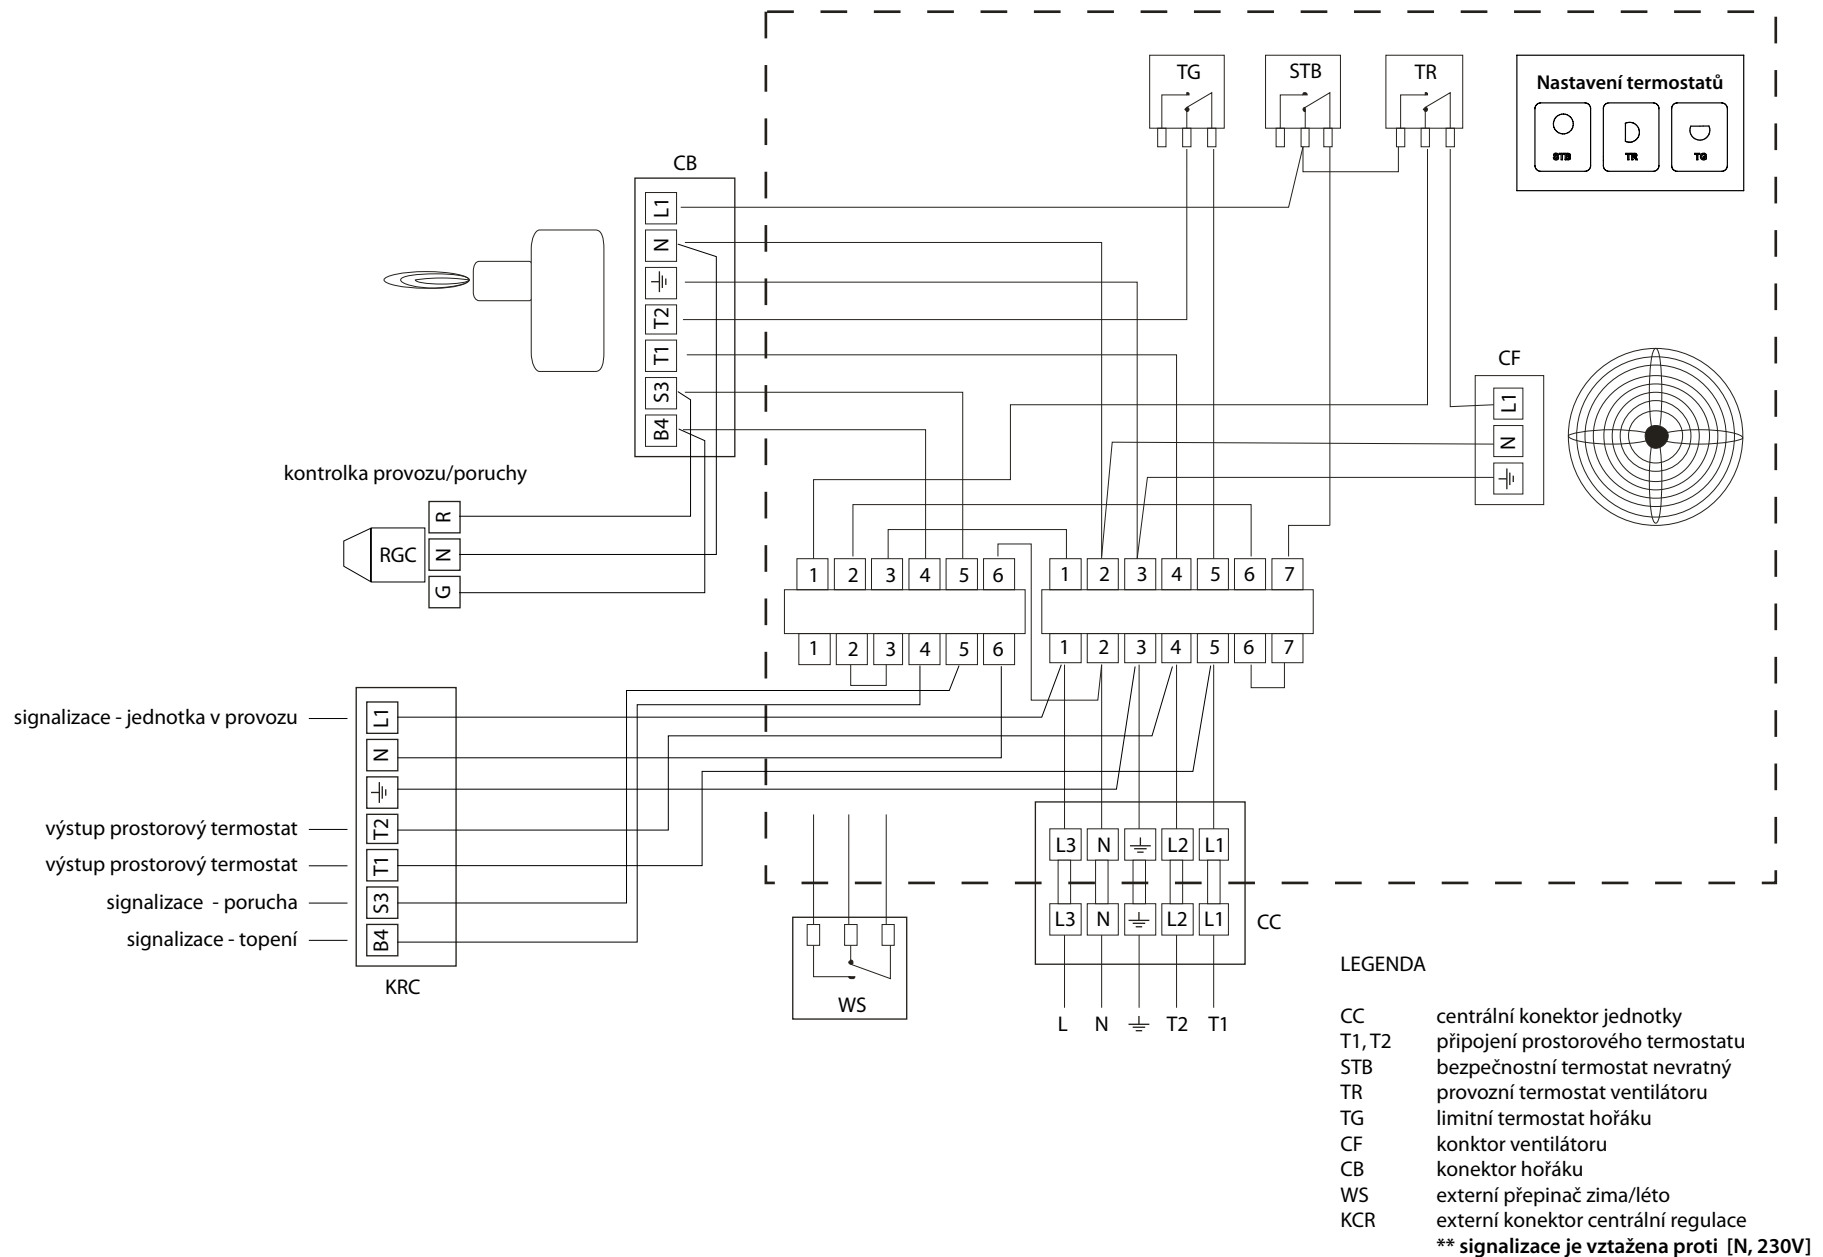 TG
STB
TR
Nastavení termostatů
STB
TR
TG
CB
L1
N
T2
T1
S3
B4
CF
L1
N
kontrolka provozu/poruchy
R
RGC
N
G
1 2 3 4 5 6
1 2 3 4 5 6 7
1 2 3 4 5 6
1 2 3 4 5 6 7
signalizace - jednotka v provozu
L1
N
výstup prostorový termostat
T2
výstup prostorový termostat
T1
signalizace - porucha
S3
signalizace - topení
B4
KRC
WS
L3 N L2 L1
L3 N L2 L1
CC
L N T2 T1
LEGENDA
CC centrální konektor jednotky
T1, T2 připojení prostorového termostatu
STB bezpečnostní termostat nevratný
TR provozní termostat ventilátoru
TG limitní termostat hořáku
CF konktor ventilátoru
CB konektor hořáku
WS externí přepinač zima/léto
KCR externí konektor centrální regulace
** signalizace je vztažena proti [N, 230V]